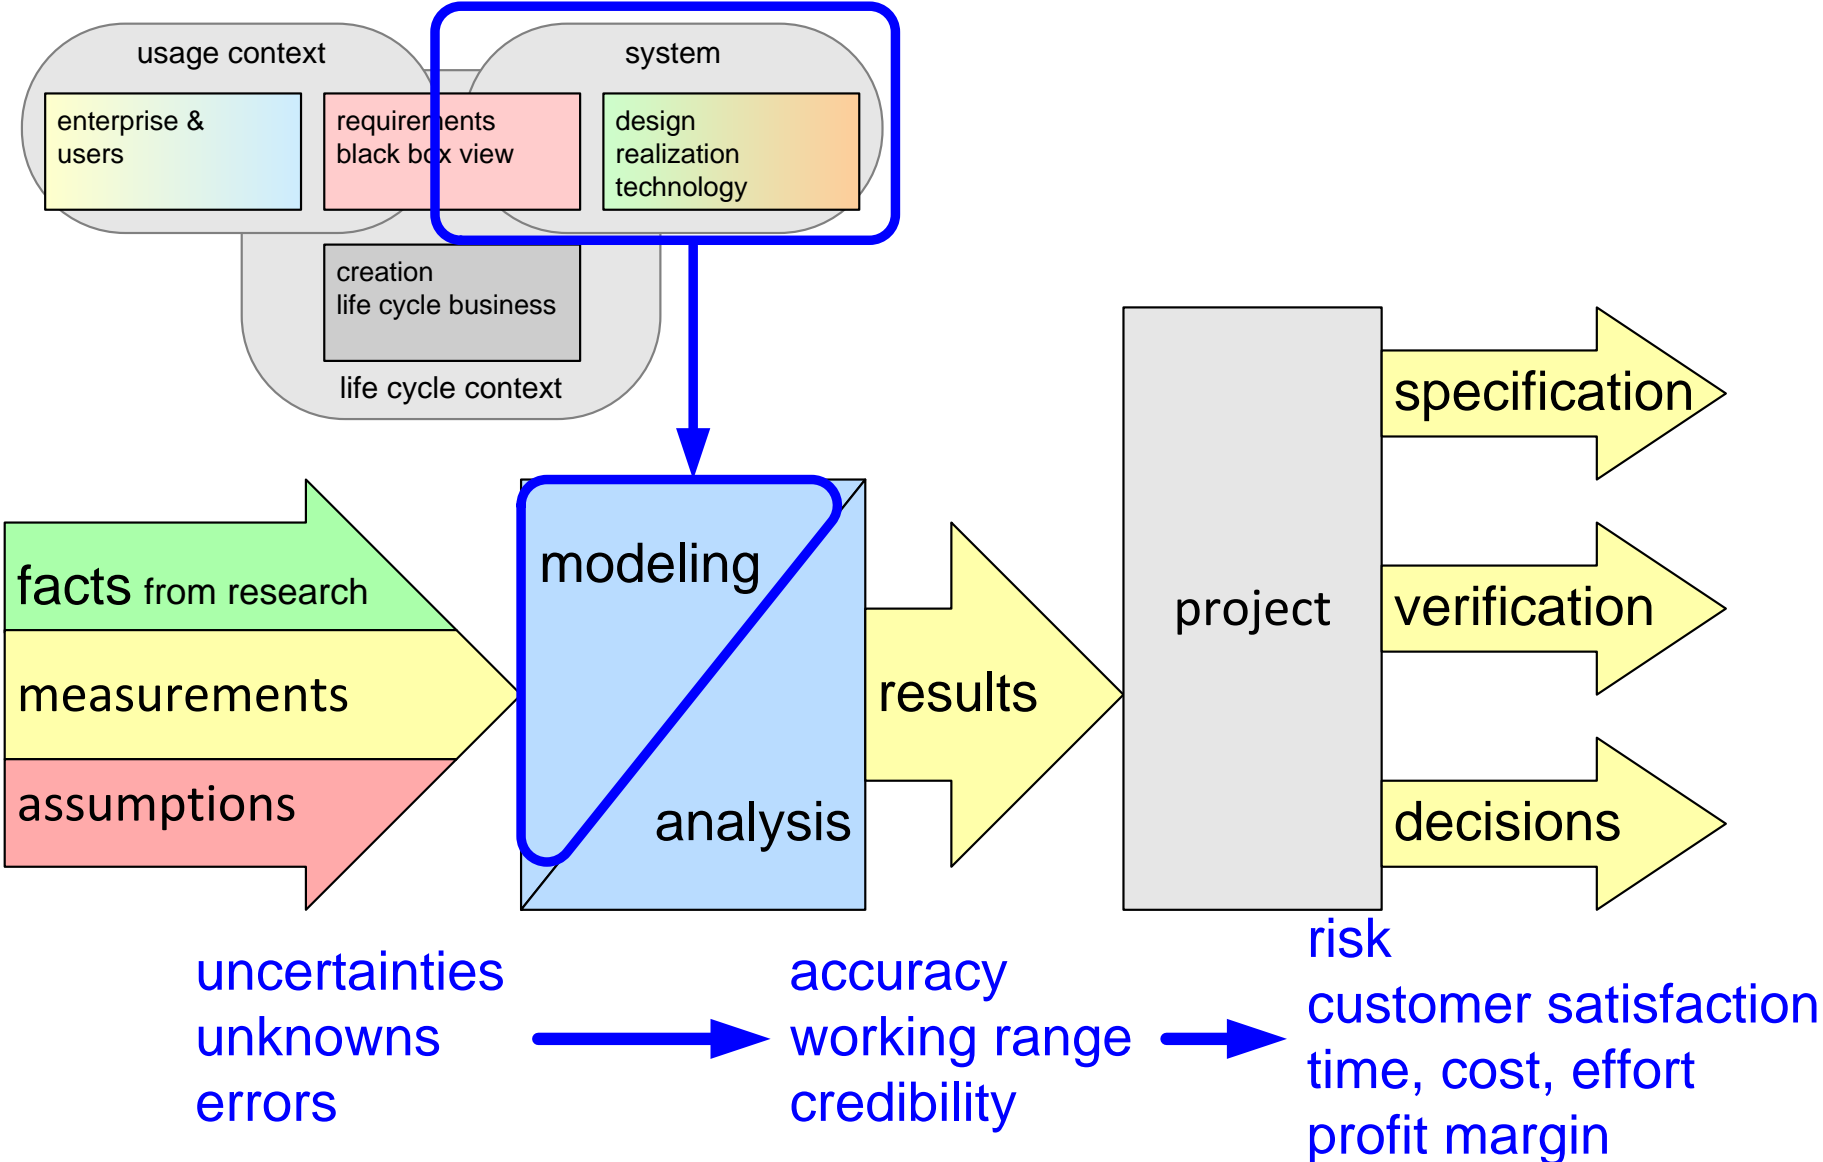 usage context
system
enterprise &
users
requirements
black box view
design
realization
technology
creation
life cycle business
life cycle context
facts from research
measurements
assumptions
modeling
analysis
results
project
specification
verification
decisions
uncertainties
unknowns
errors
accuracy
working range
credibility
risk
customer satisfaction
time, cost, effort
profit margin